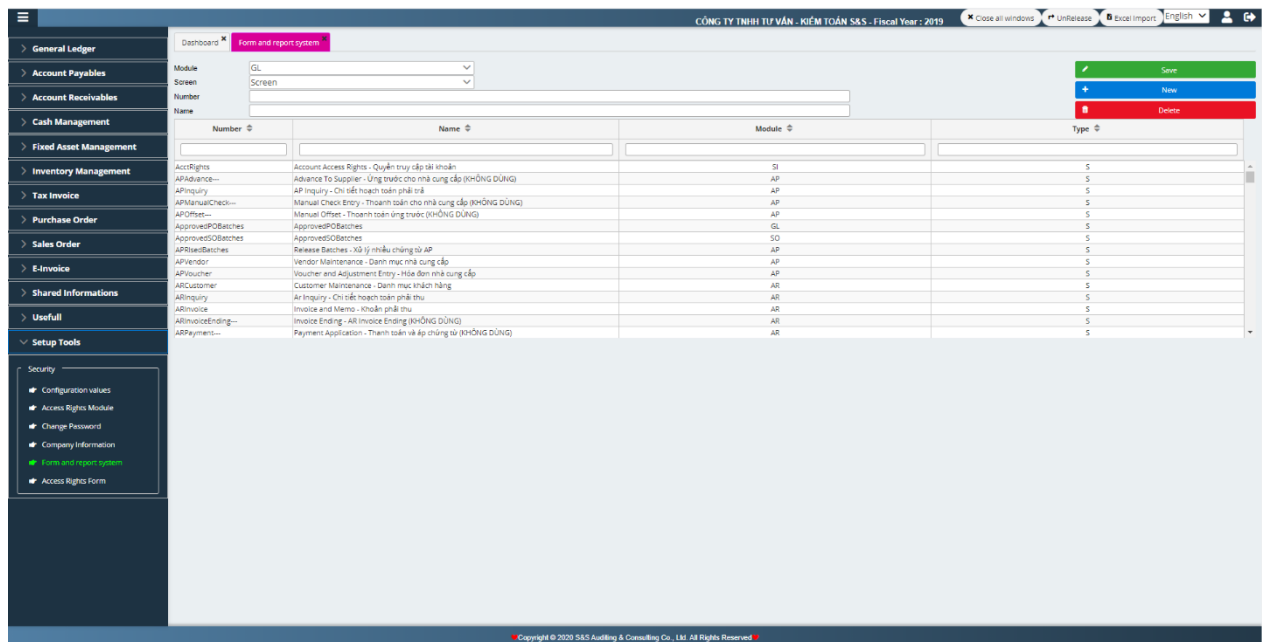 CÔNG TY TNHH TƯ VẤN - KIỂM TOÁN S&S - Fiscal Year : 2019
Close all windows
UnRelease
Excel Import
English
General Ledger
Account Payables
Account Receivables
Cash Management
Fixed Asset Management
Inventory Management
Tax Invoice
Purchase Order
Sales Order
E-Invoice
Shared Informations
Usefull
Setup Tools
Security
Configuration values
Access Rights Module
Change Password
Company Information
Form and report system
Access Rights Form
Dashboard
Form and report system
Module GL
Screen Screen
Number
Name
Save
New
Delete
Number Name Module Type
AcctRights Account Access Rights - Quyền truy cập tài khoản SI S
APAdvance--- Advance To Supplier - Ứng trước cho nhà cung cấp (KHÔNG DÙNG) AP S
APInquiry AP Inquiry - Chi tiết hoạch toán phải trả AP S
APManualCheck--- Manual Check Entry - Thoanh toán cho nhà cung cấp (KHÔNG DÙNG) AP S
APOffset--- Manual Offset - Thoanh toán ứng trước (KHÔNG DÙNG) AP S
ApprovedPOBatches ApprovedPOBatches GL S
ApprovedSOBatches ApprovedSOBatches SO S
APRlsedBatches Release Batches - Xử lý nhiều chứng từ AP AP S
APVendor Vendor Maintenance - Danh mục nhà cung cấp AP S
APVoucher Voucher and Adjustment Entry - Hóa đơn nhà cung cấp AP S
ARCustomer Customer Maintenance - Danh mục khách hàng AR S
ARInquiry Ar Inquiry - Chi tiết hoạch toán phải thu AR S
ARInvoice Invoice and Memo - Khoản phải thu AR S
ARInvoiceEnding--- Invoice Ending - AR Invoice Ending (KHÔNG DÙNG) AR S
ARPayment--- Payment Application - Thanh toán và áp chứng từ (KHÔNG DÙNG) AR S
Copyright © 2020 S&S Auditing & Consulting Co., Ltd. All Rights Reserved